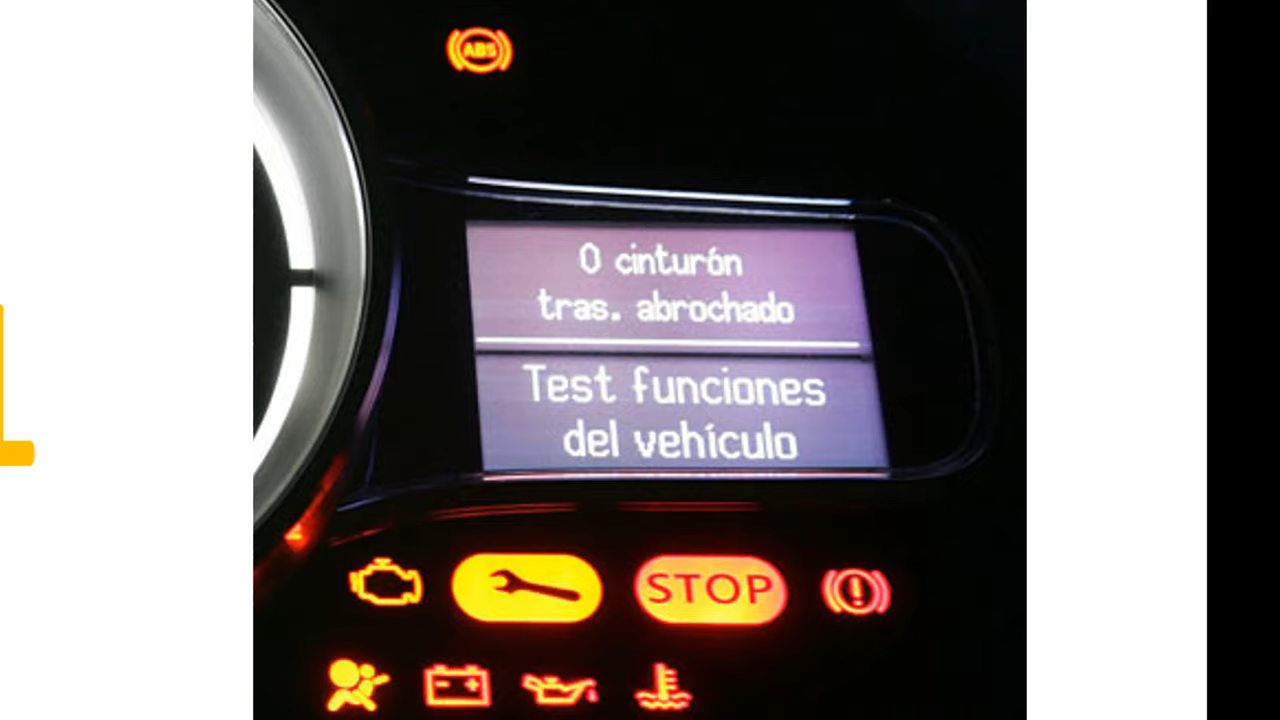 ABS
0 cinturón
tras. abrochado
Test funciones
del vehículo
STOP